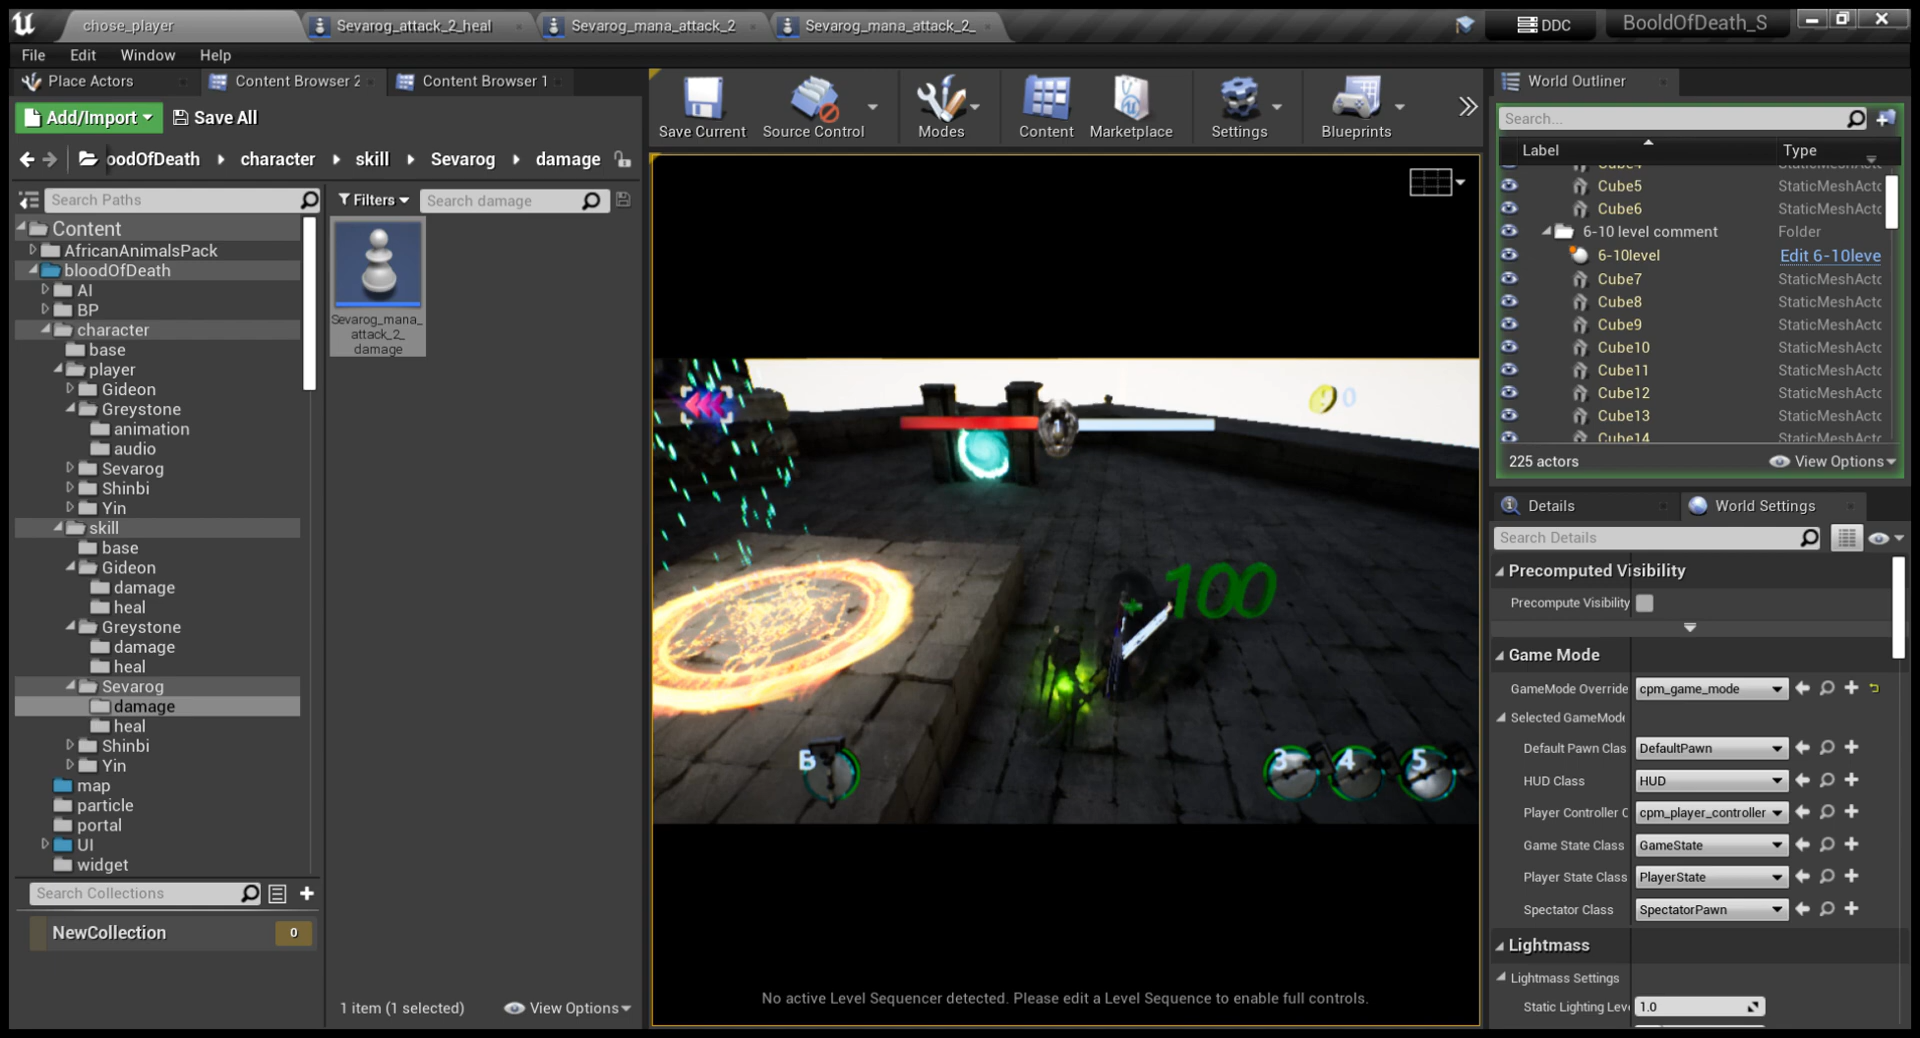 chose_player
Sevarog_attack_2_heal
Sevarog_mana_attack_2
Sevarog_mana_attack_2_
DDC
BooldOfDeath_S
File Edit Window Help
Place Actors
Content Browser 2
Content Browser 1
Add/Import
Save All
oodOfDeath
character
skill
Sevarog
damage
Search Paths
Filters
Search damage
Content
AfricanAnimalsPack
bloodOfDeath
AI
BP
character
base
player
Gideon
Greystone
animation
audio
Sevarog
Shinbi
Yin
skill
base
Gideon
damage
heal
Greystone
damage
heal
Sevarog
damage
heal
Shinbi
Yin
map
particle
portal
UI
widget
Search Collections
NewCollection
0
Sevarog_mana_
attack_2_
damage
1 item (1 selected)
View Options
Save Current
Source Control
Modes
Content
Marketplace
Settings
Blueprints
0
100
B
3
4
5
No active Level Sequencer detected. Please edit a Level Sequence to enable full controls.
World Outliner
Search...
Label
Type
Cube4 StaticMeshActo
Cube5 StaticMeshActo
Cube6 StaticMeshActo
6-10 level comment Folder
6-10level Edit 6-10leve
Cube7 StaticMeshActo
Cube8 StaticMeshActo
Cube9 StaticMeshActo
Cube10 StaticMeshActo
Cube11 StaticMeshActo
Cube12 StaticMeshActo
Cube13 StaticMeshActo
Cube14 StaticMeshActo
225 actors
View Options
Details
World Settings
Search Details
Precomputed Visibility
Precompute Visibility
Game Mode
GameMode Override cpm_game_mode
Selected GameMode
Default Pawn Clas DefaultPawn
HUD Class HUD
Player Controller C cpm_player_controller
Game State Class GameState
Player State Class PlayerState
Spectator Class SpectatorPawn
Lightmass
Lightmass Settings
Static Lighting Leve 1.0